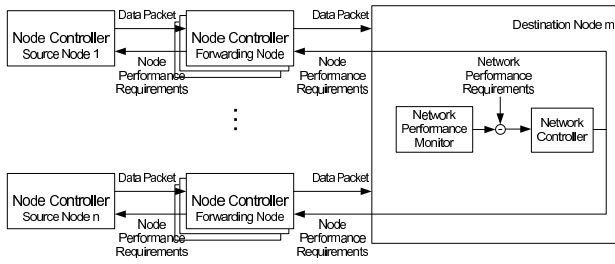 Data Packet
Data Packet
Destination Node m
Node Controller
Source Node 1
Node Controller
Forwarding Node
Node
Performance
Requirements
Node
Performance
Requirements
Network
Performance
Requirements
Network
Performance
Monitor
-
Network
Controller
Data Packet
Data Packet
Node Controller
Source Node n
Node Controller
Forwarding Node
Node
Performance
Requirements
Node
Performance
Requirements